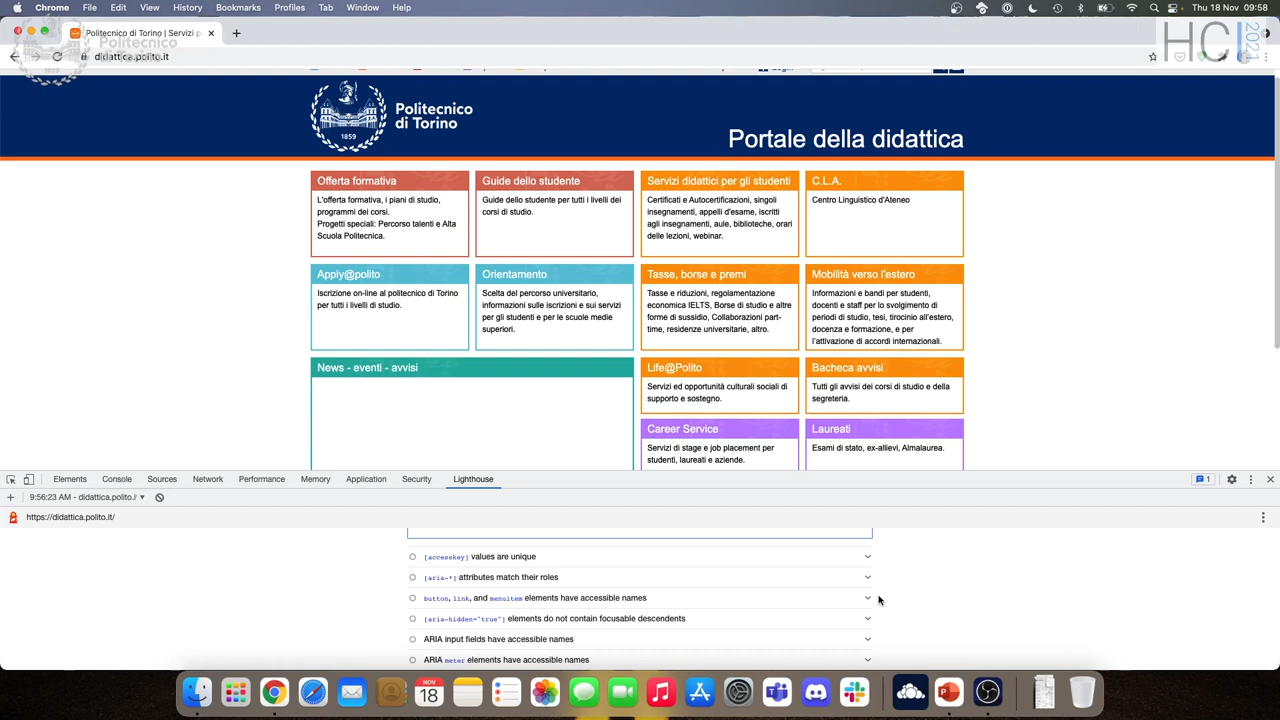 Chrome File Edit View History Bookmarks Profiles Tab Window Help Thu 18 Nov 09:58
Politecnico di Torino | Servizi p
Politecnico
di Torino
HCI 2021
didattica.polito.it
Login
Politecnico
di Torino
1859
Portale della didattica
Offerta formativa
L'offerta formativa, i piani di studio,
programmi dei corsi.
Progetti speciali: Percorso talenti e Alta
Scuola Politecnica.
Guide dello studente
Guide dello studente per tutti i livelli dei
corsi di studio.
Servizi didattici per gli studenti
Certificati e Autocertificazioni, singoli
insegnamenti, appelli d'esame, iscritti
agli insegnamenti, aule, biblioteche, orari
delle lezioni, webinar.
C.L.A.
Centro Linguistico d'Ateneo
Apply@polito
Iscrizione on-line al politecnico di Torino
per tutti i livelli di studio.
Orientamento
Scelta del percorso universitario,
informazioni sulle iscrizioni e sui servizi
per gli studenti e per le scuole medie
superiori.
Tasse, borse e premi
Tasse e riduzioni, regolamentazione
economica IELTS, Borse di studio e altre
forme di sussidio, Collaborazioni part-
time, residenze universitarie, altro.
Mobilità verso l'estero
Informazioni e bandi per studenti,
docenti e staff per lo svolgimento di
periodi di studio, tesi, tirocinio all'estero,
docenza e formazione, e per
l'attivazione di accordi internazionali.
News - eventi - avvisi
Life@Polito
Servizi ed opportunità culturali sociali di
supporto e sostegno.
Bacheca avvisi
Tutti gli avvisi dei corsi di studio e della
segreteria.
Career Service
Servizi di stage e job placement per
studenti, laureati e aziende.
Laureati
Esami di stato, ex-allievi, Almalaurea.
Elements Console Sources Network Performance Memory Application Security Lighthouse 1
9:56:23 AM - didattica.polito.i
https://didattica.polito.it/
[accesskey] values are unique
[aria-*] attributes match their roles
button, link, and menuitem elements have accessible names
[aria-hidden="true"] elements do not contain focusable descendents
ARIA input fields have accessible names
ARIA meter elements have accessible names
NOV
18